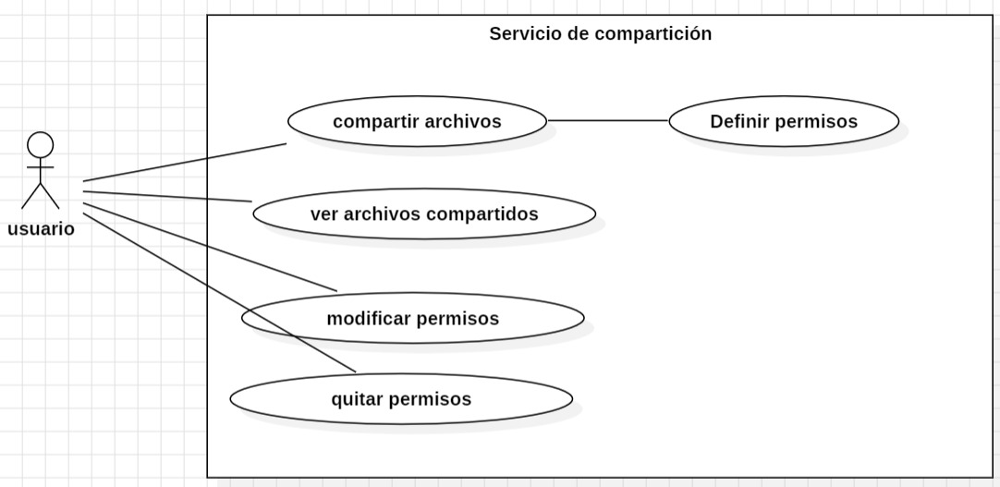 Servicio de compartición
compartir archivos
Definir permisos
usuario
ver archivos compartidos
modificar permisos
quitar permisos